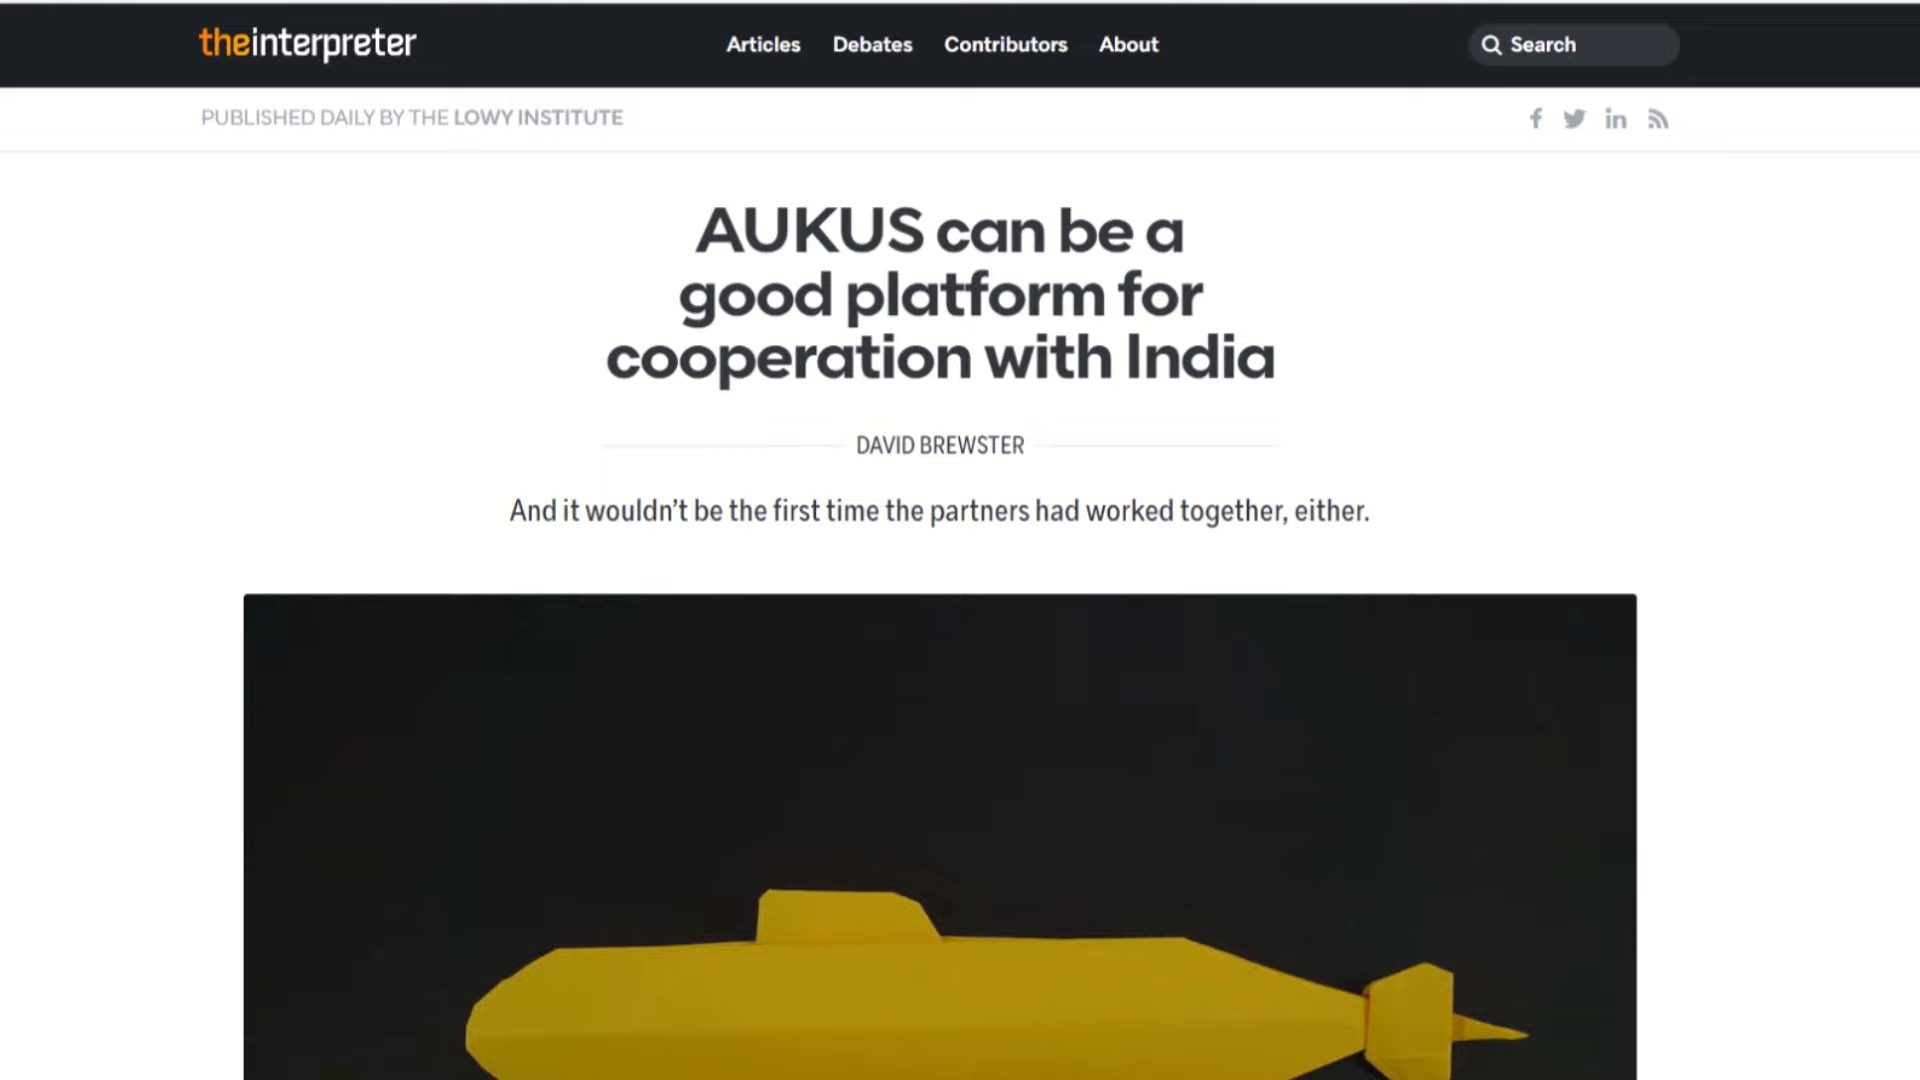 theinterpreter
Articles Debates Contributors About
Search
PUBLISHED DAILY BY THE LOWY INSTITUTE
AUKUS can be a
good platform for
cooperation with India
DAVID BREWSTER
And it wouldn't be the first time the partners had worked together, either.